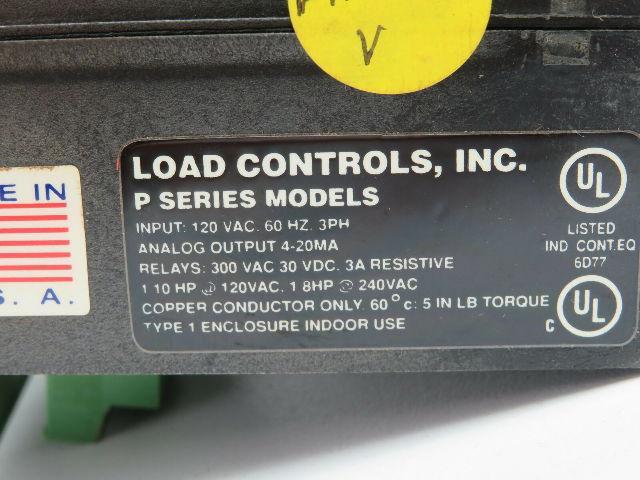 V
E IN
S. A.
LOAD CONTROLS, INC.
P SERIES MODELS
INPUT: 120 VAC. 60 HZ. 3PH
ANALOG OUTPUT 4-20MA
RELAYS: 300 VAC 30 VDC. 3A RESISTIVE
1 10 HP @ 120VAC, 1 8HP @ 240VAC
COPPER CONDUCTOR ONLY 60°c: 5 IN LB TORQUE
TYPE 1 ENCLOSURE INDOOR USE
UL
LISTED
IND CONT.EQ
6D77
C UL